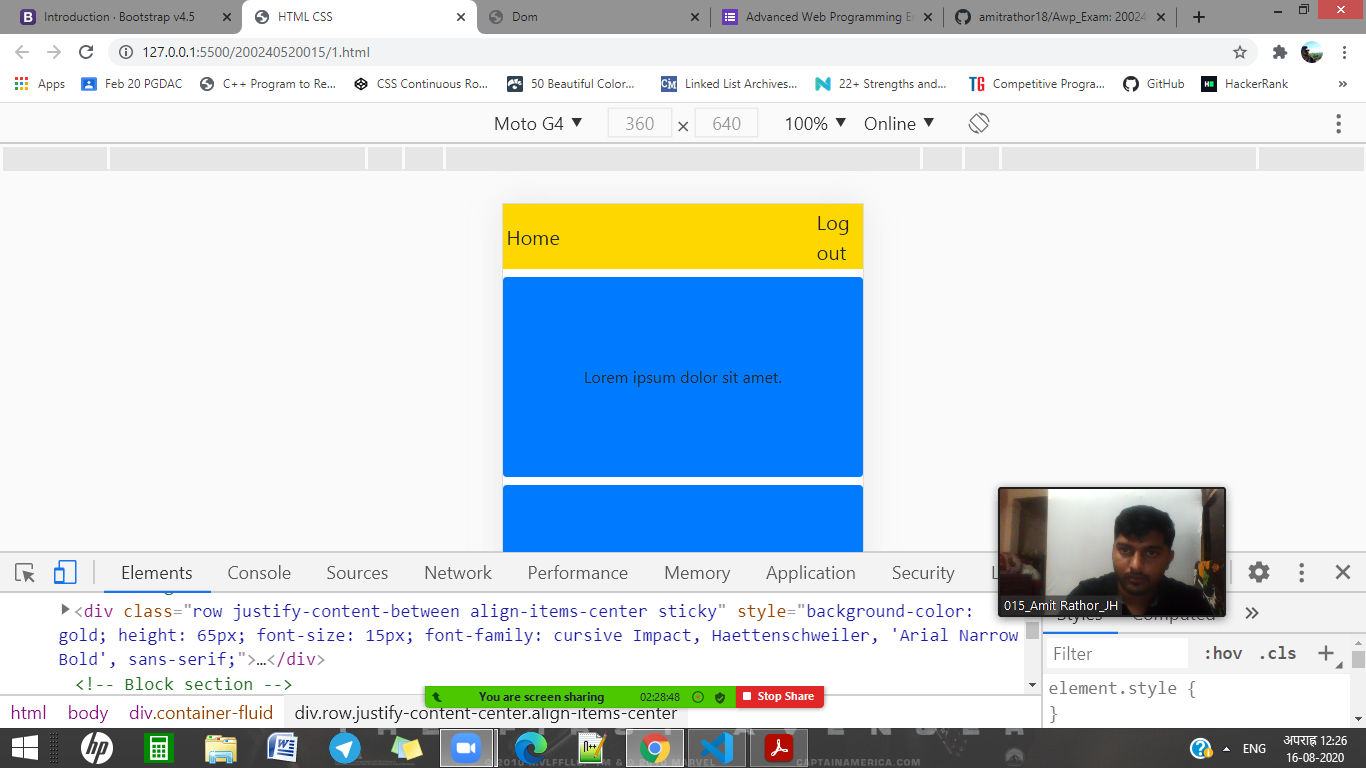 Introduction · Bootstrap v4.5
HTML CSS
Dom
Advanced Web Programming
amitrathor18/Awp_Exam: 20024
127.0.0.1:5500/200240520015/1.html
Apps
Feb 20 PGDAC
C++ Program to Re...
CSS Continuous Ro...
50 Beautiful Color...
Linked List Archives...
22+ Strengths and...
Competitive Progra...
GitHub
HackerRank
»
Moto G4 ▼ 360 × 640 100% ▼ Online ▼
Home
Log
out
Lorem ipsum dolor sit amet.
015_Amit Rathor_JH
Elements Console Sources Network Performance Memory Application Security
<div class="row justify-content-between align-items-center sticky" style="background-color:
gold; height: 65px; font-size: 15px; font-family: cursive Impact, Haettenschweiler, 'Arial Narrow
Bold', sans-serif;">…</div>
<!-- Block section -->
Styles Computed »
Filter :hov .cls +
element.style {
}
You are screen sharing 02:28:48 Stop Share
html body div.container-fluid div.row.justify-content-center.align-items-center
CAPTAINAMERICA.COM
hp
ENG
अपराह्न 12:26
16-08-2020